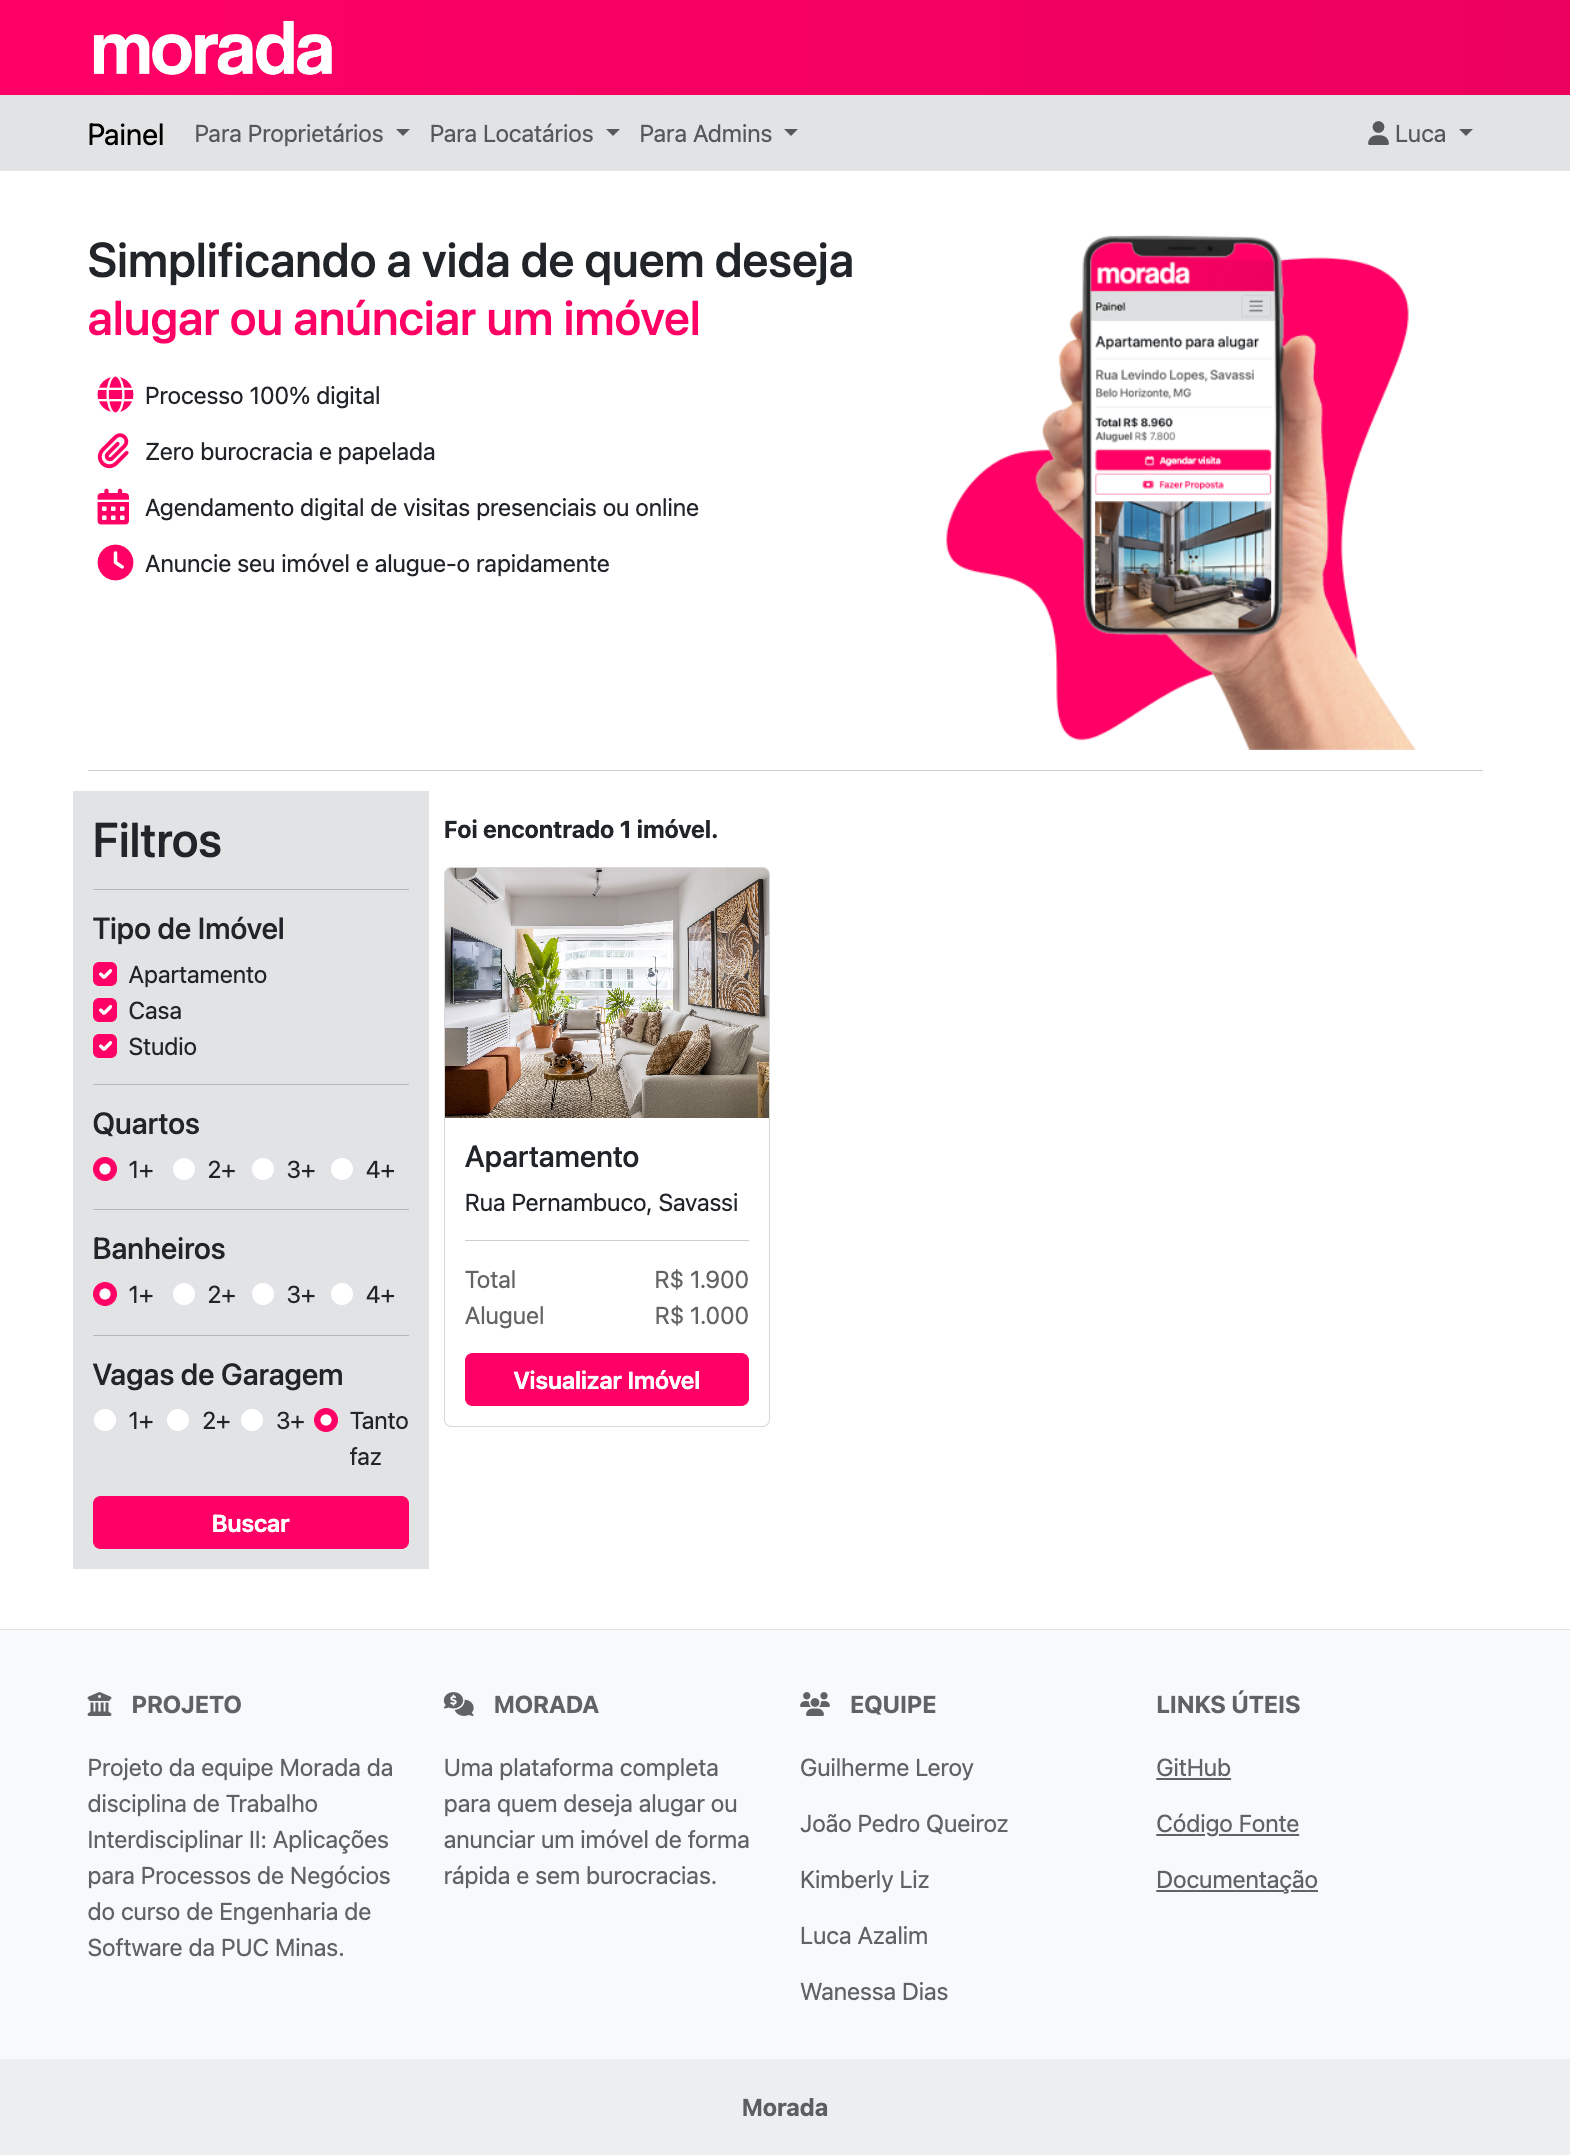 morada
Painel Para Proprietários Para Locatários Para Admins Luca
Simplificando a vida de quem deseja
alugar ou anúnciar um imóvel
Processo 100% digital
Zero burocracia e papelada
Agendamento digital de visitas presenciais ou online
Anuncie seu imóvel e alugue-o rapidamente
morada
Painel
Apartamento para alugar
Rua Levindo Lopes, Savassi
Belo Horizonte, MG
Total R$ 8.960
Aluguel R$ 7.800
Agendar visita
Fazer Proposta
Filtros
Tipo de Imóvel
Apartamento
Casa
Studio
Quartos
1+ 2+ 3+ 4+
Banheiros
1+ 2+ 3+ 4+
Vagas de Garagem
1+ 2+ 3+ Tanto
faz
Buscar
Foi encontrado 1 imóvel.
Apartamento
Rua Pernambuco, Savassi
Total R$ 1.900
Aluguel R$ 1.000
Visualizar Imóvel
PROJETO
Projeto da equipe Morada da
disciplina de Trabalho
Interdisciplinar II: Aplicações
para Processos de Negócios
do curso de Engenharia de
Software da PUC Minas.
MORADA
Uma plataforma completa
para quem deseja alugar ou
anunciar um imóvel de forma
rápida e sem burocracias.
EQUIPE
Guilherme Leroy
João Pedro Queiroz
Kimberly Liz
Luca Azalim
Wanessa Dias
LINKS ÚTEIS
GitHub
Código Fonte
Documentação
Morada